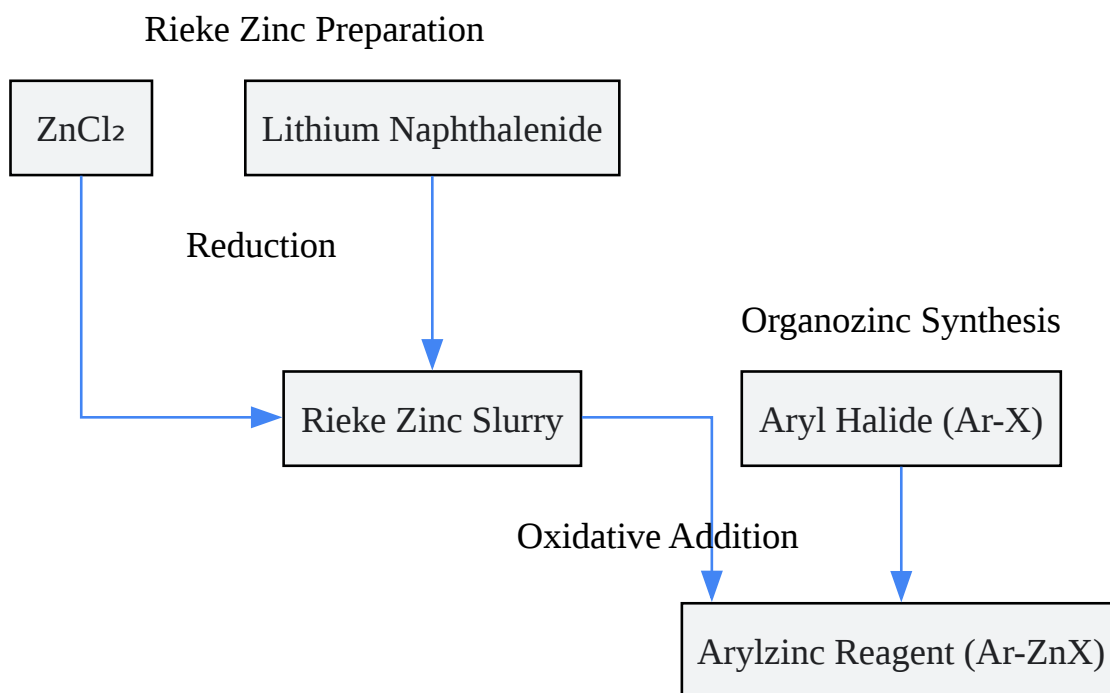 Rieke Zinc Preparation
ZnCl₂
Lithium Naphthalenide
Reduction
Organozinc Synthesis
Rieke Zinc Slurry
Aryl Halide (Ar-X)
Oxidative Addition
Arylzinc Reagent (Ar-ZnX)